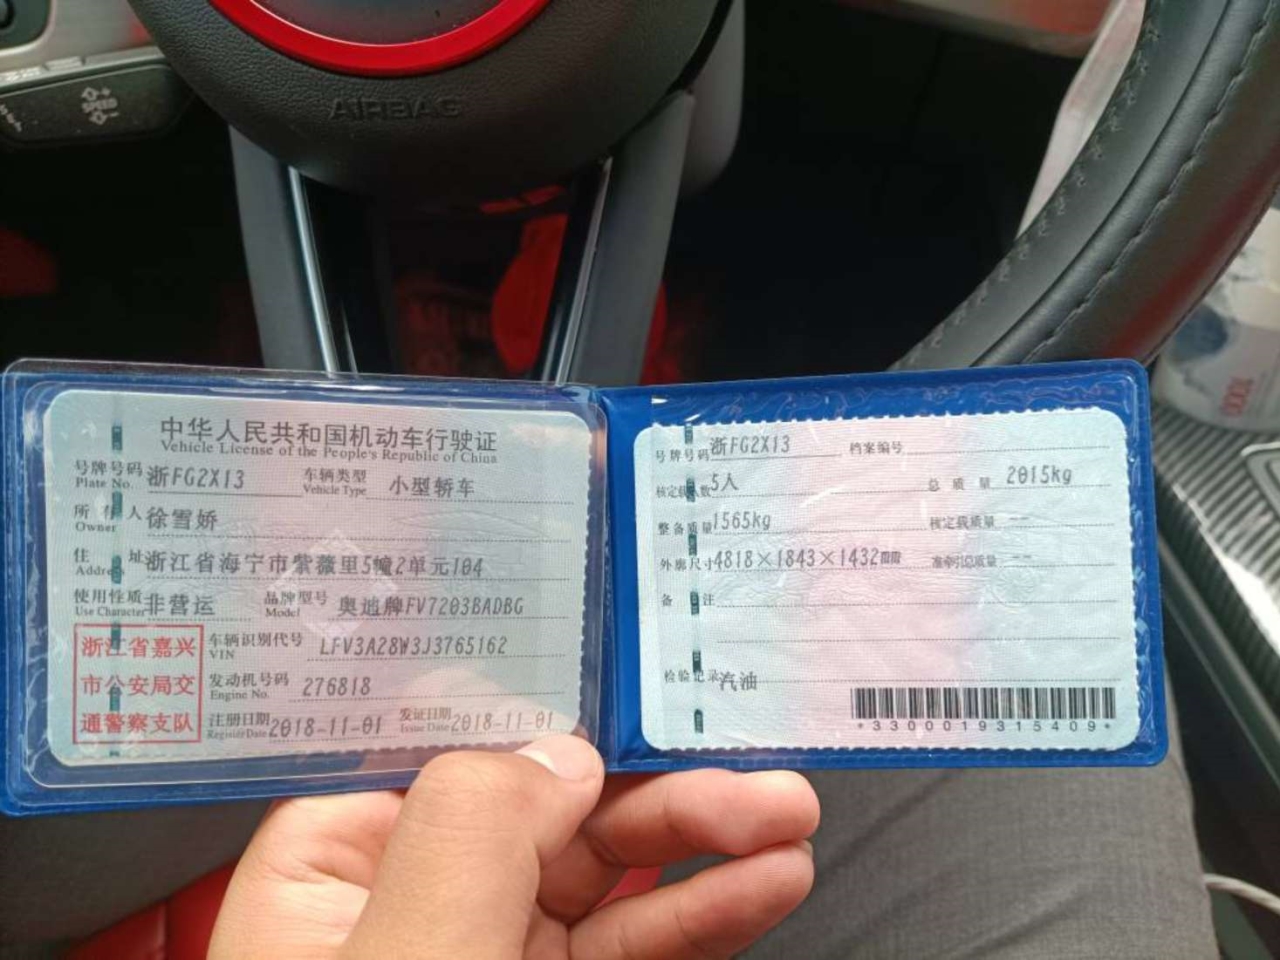 SPEED
AIRBAG
中华人民共和国机动车行驶证
Vehicle License of the People's Republic of China
号牌号码 浙FG2X13 车辆类型 小型轿车
Plate No. Vehicle Type
所有人 徐雪娇
Owner
住址 浙江省海宁市紫薇里5幢2单元104
Address
使用性质 非营运 品牌型号 奥迪牌FV7203BADBG
Use Character Model
浙江省嘉兴
市公安局交
通警察支队
车辆识别代号 LFV3A28W3J3765162
VIN
发动机号码 276818
Engine No.
注册日期 2018-11-01 发证日期 2018-11-01
Register Date Issue Date
号牌号码 浙FG2X13 档案编号
核定载人数 5人 总质量 2015kg
整备质量 1565kg 核定载质量 --
外廓尺寸 4818×1843×1432mm 准牵引总质量 --
备注
检验记录 汽油
*3300019315409*